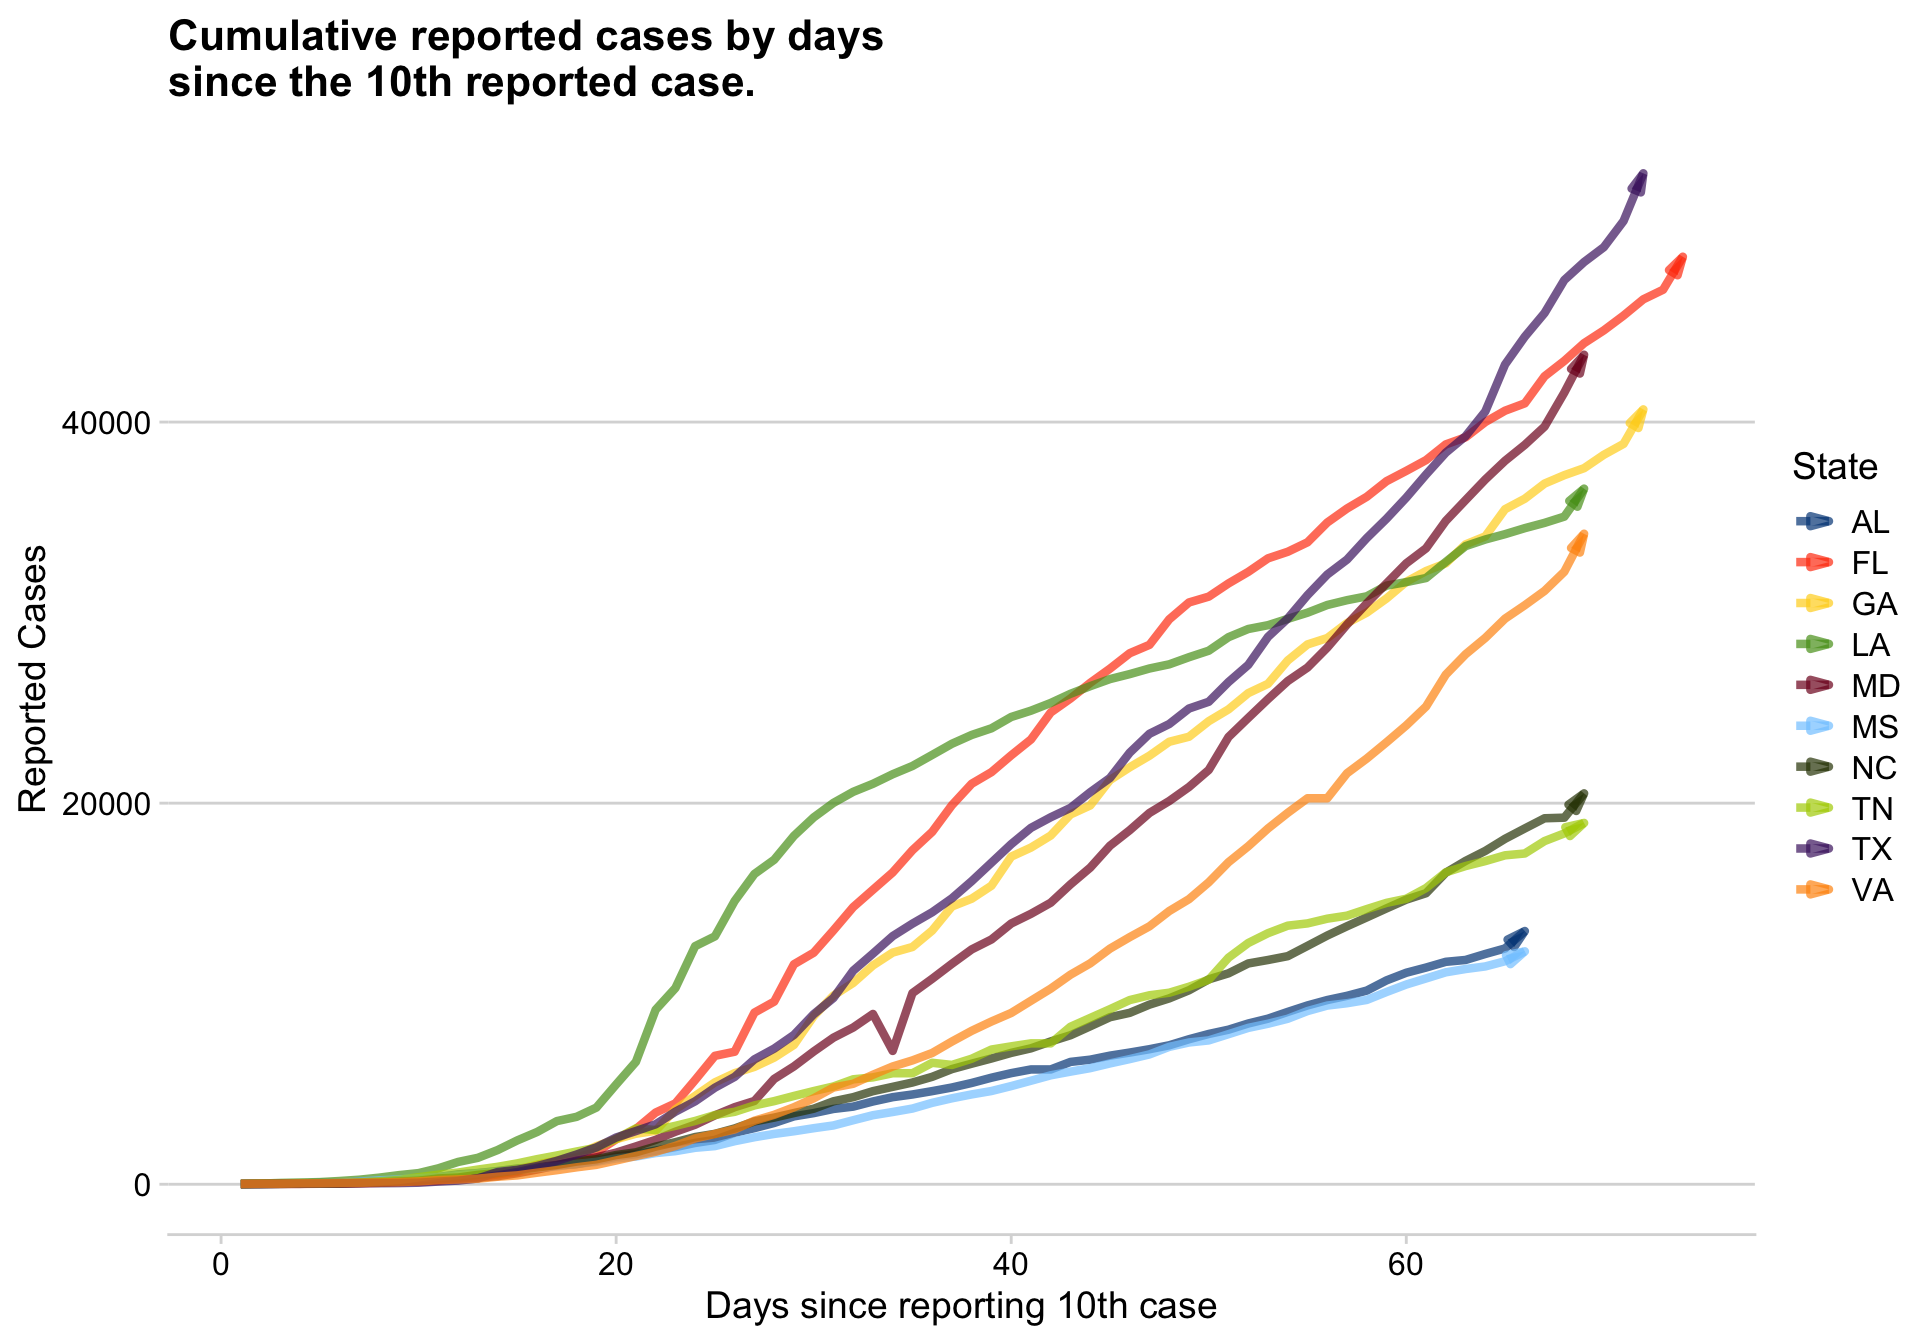 Cumulative reported cases by days
since the 10th reported case.
Reported Cases
40000
20000
0
0
20
40
60
Days since reporting 10th case
State
AL
FL
GA
LA
MD
MS
NC
TN
TX
VA